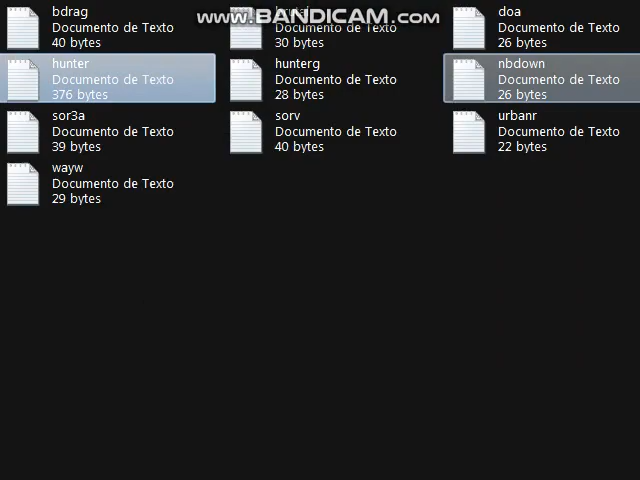 www.BANDICAM.com
bdrag
Documento de Texto
40 bytes
brutal
Documento de Texto
30 bytes
doa
Documento de Texto
26 bytes
hunter
Documento de Texto
376 bytes
hunterg
Documento de Texto
28 bytes
nbdown
Documento de Texto
26 bytes
sor3a
Documento de Texto
39 bytes
sorv
Documento de Texto
40 bytes
urbanr
Documento de Texto
22 bytes
wayw
Documento de Texto
29 bytes